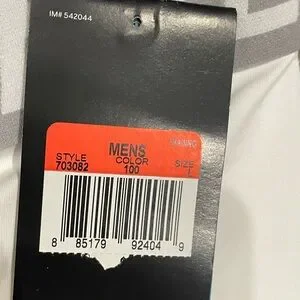 IM# 542044
MENS
STYLE COLOR SIZE
703082 100 L
8 85179 92404 9